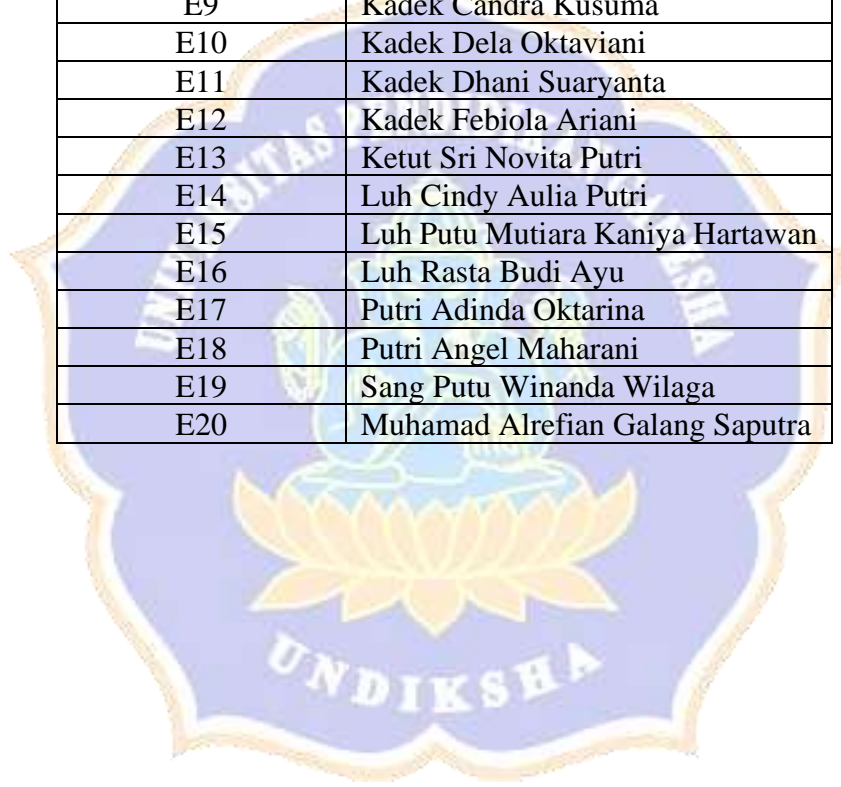 E9 Kadek Candra Kusuma
E10 Kadek Dela Oktaviani
E11 Kadek Dhani Suaryanta
E12 Kadek Febiola Ariani
E13 Ketut Sri Novita Putri
E14 Luh Cindy Aulia Putri
E15 Luh Putu Mutiara Kaniya Hartawan
E16 Luh Rasta Budi Ayu
E17 Putri Adinda Oktarina
E18 Putri Angel Maharani
E19 Sang Putu Winanda Wilaga
E20 Muhamad Alrefian Galang Saputra
UNDIKSHA